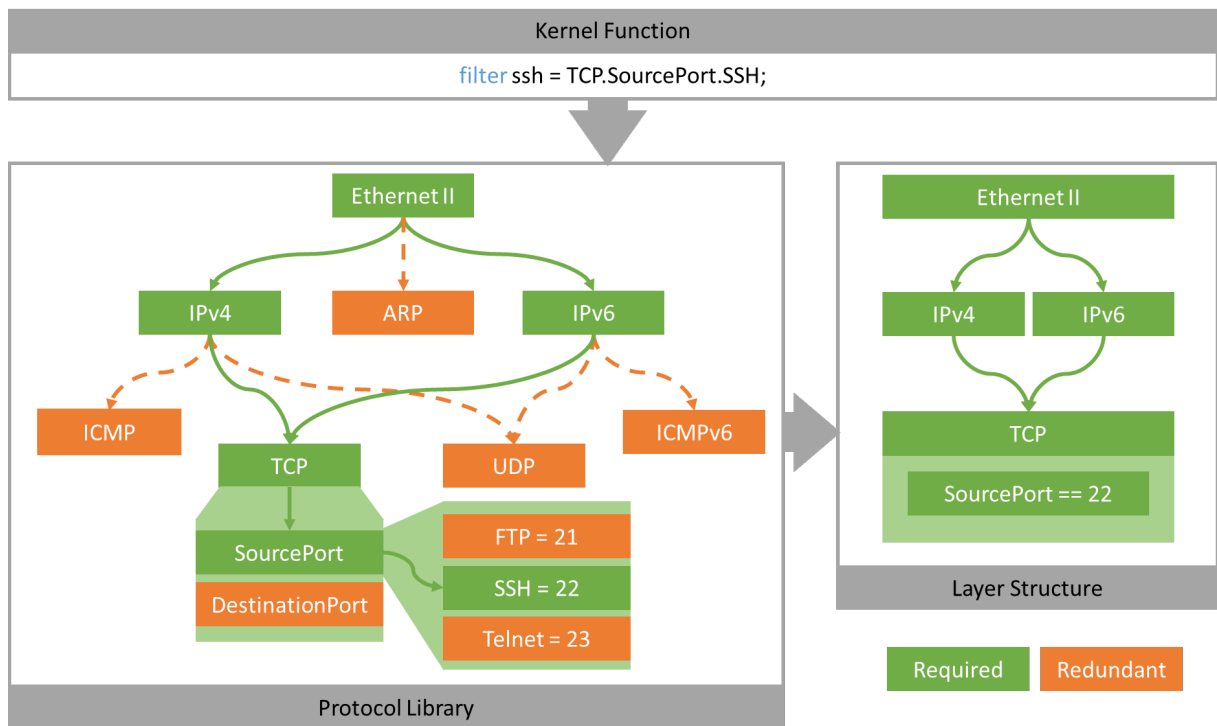 Kernel Function
filter ssh = TCP.SourcePort.SSH;
Ethernet II
IPv4
ARP
IPv6
ICMP
ICMPv6
TCP
UDP
SourcePort
DestinationPort
FTP = 21
SSH = 22
Telnet = 23
Protocol Library
Ethernet II
IPv4
IPv6
TCP
SourcePort == 22
Layer Structure
Required
Redundant